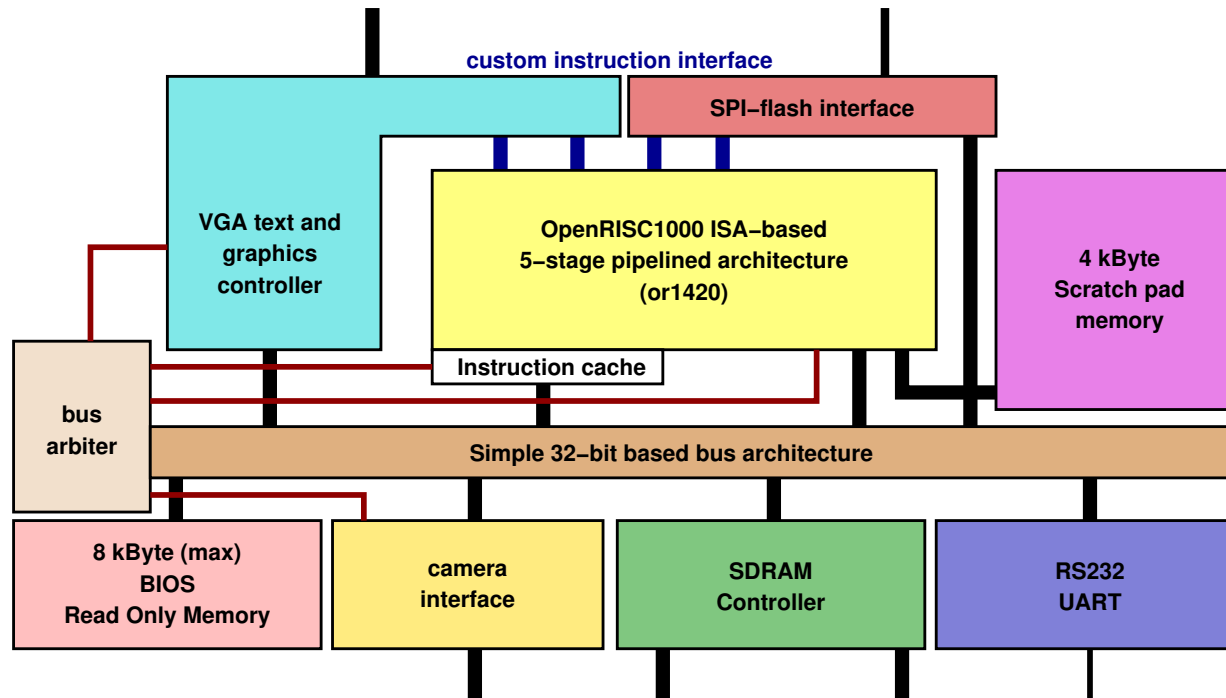 custom instruction interface
SPI−flash interface
VGA text and
graphics
controller
OpenRISC1000 ISA−based
5−stage pipelined architecture
(or1420)
4 kByte
Scratch pad
memory
Instruction cache
bus
arbiter
Simple 32−bit based bus architecture
8 kByte (max)
BIOS
Read Only Memory
camera
interface
SDRAM
Controller
RS232
UART